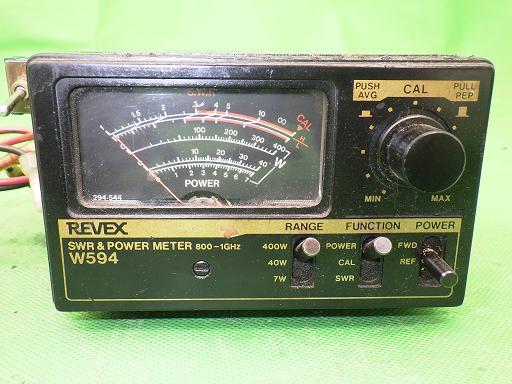 S.W.R
1 1.5 2 3 4 5 10 ∞ CAL
100 200 300 400 W
10 20 30 40
1 2 3 4 5 6 7
POWER
294-544
PUSH AVG
CAL
PULL PEP
MIN
MAX
REVEX
SWR & POWER METER 800-1GHz
W594
RANGE
400W
40W
7W
FUNCTION
POWER
CAL
SWR
POWER
FWD
REF